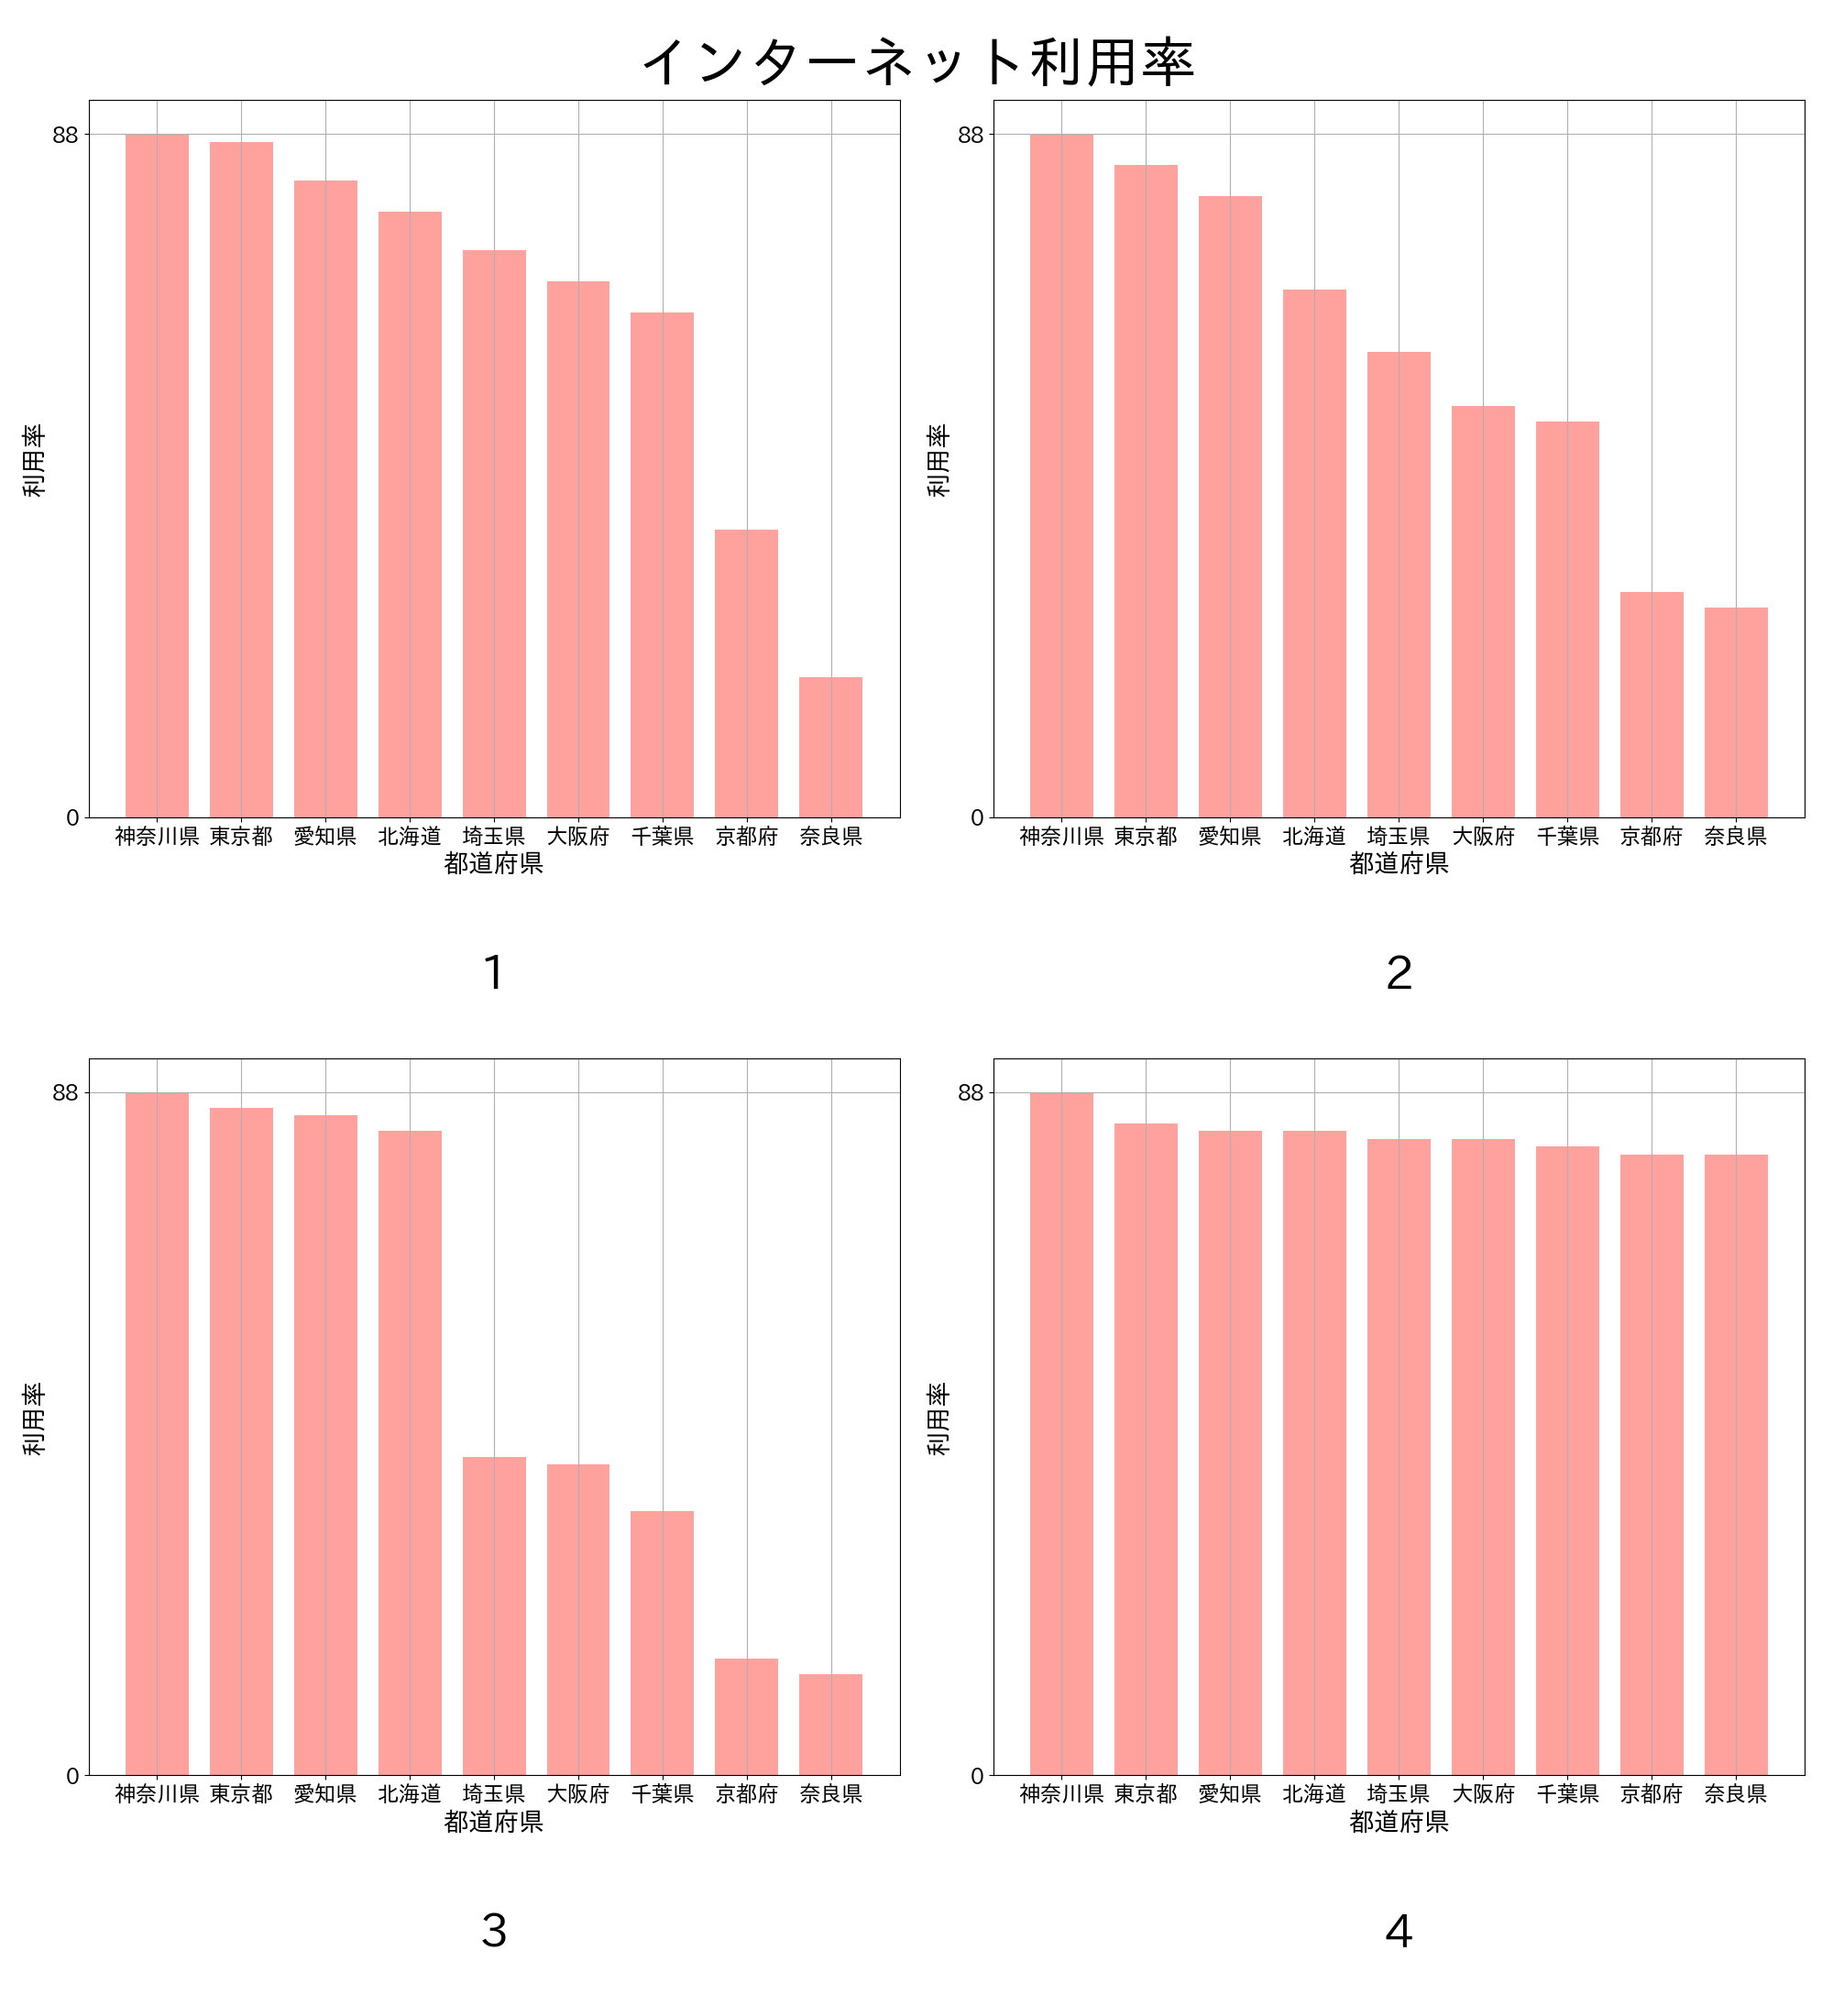 インターネット利用率
88
0
利用率
神奈川県 東京都 愛知県 北海道 埼玉県 大阪府 千葉県 京都府 奈良県
都道府県
1
88
0
利用率
神奈川県 東京都 愛知県 北海道 埼玉県 大阪府 千葉県 京都府 奈良県
都道府県
2
88
0
利用率
神奈川県 東京都 愛知県 北海道 埼玉県 大阪府 千葉県 京都府 奈良県
都道府県
3
88
0
利用率
神奈川県 東京都 愛知県 北海道 埼玉県 大阪府 千葉県 京都府 奈良県
都道府県
4